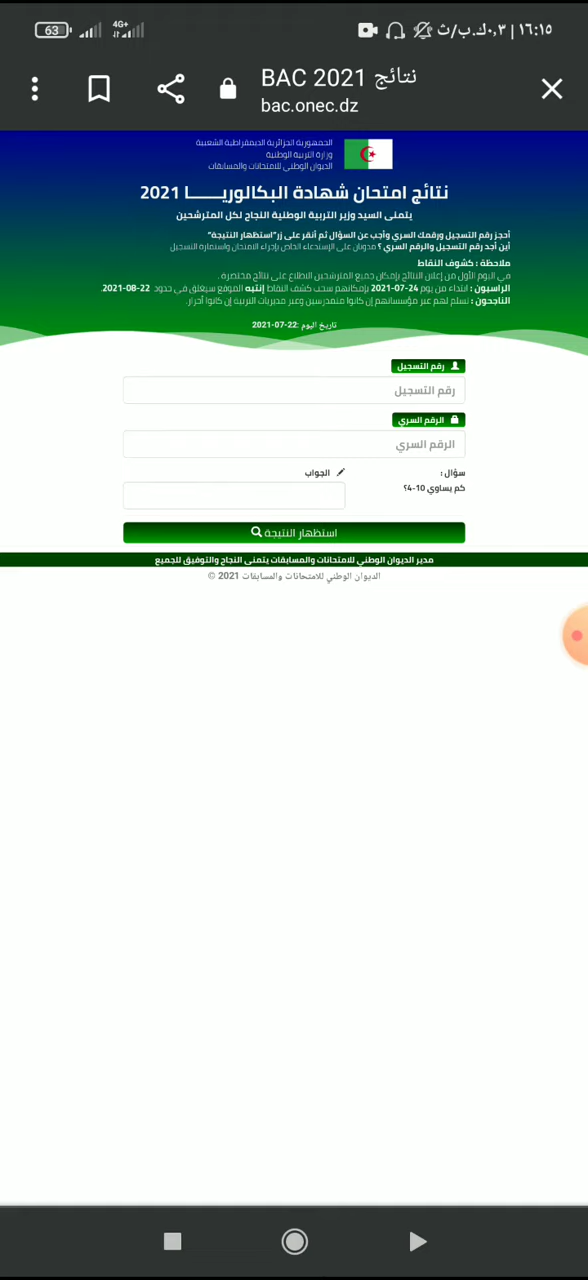 63 4G+ ٠,٣ك.ب/ث | ١٦:١٥
نتائج BAC 2021
bac.onec.dz
الجمهورية الجزائرية الديمقراطية الشعبية
وزارة التربية الوطنية
الديوان الوطني للامتحانات والمسابقات
نتائج امتحان شهادة البكالوريـــــــا 2021
يتمنى السيد وزير التربية الوطنية النجاح لكل المترشحين
أحجز رقم التسجيل ورقمك السري وأجب عن السؤال ثم أنقر على زر"استظهار النتيجة"
أين أجد رقم التسجيل والرقم السري ؟ مدونان على الإستدعاء الخاص بإجراء الامتحان واستمارة التسجيل
ملاحظة : كشوف النقاط
في اليوم الأول من إعلان النتائج بإمكان جميع المترشحين الاطلاع على نتائج مختصرة .
الراسبون : ابتداء من يوم 24-07-2021 بإمكانهم سحب كشف النقاط إنتبه الموقع سيغلق في حدود 22-08-2021.
الناجحون : تسلم لهم عبر مؤسساتهم إن كانوا متمدرسين وعبر مديريات التربية إن كانوا أحرار.
تاريخ اليوم :22-07-2021
رقم التسجيل
رقم التسجيل
الرقم السري
الرقم السري
سؤال : الجواب
كم يساوي 10-4؟
استظهار النتيجة
مدير الديوان الوطني للامتحانات والمسابقات يتمنى النجاح والتوفيق للجميع
الديوان الوطني للامتحانات والمسابقات 2021 ©